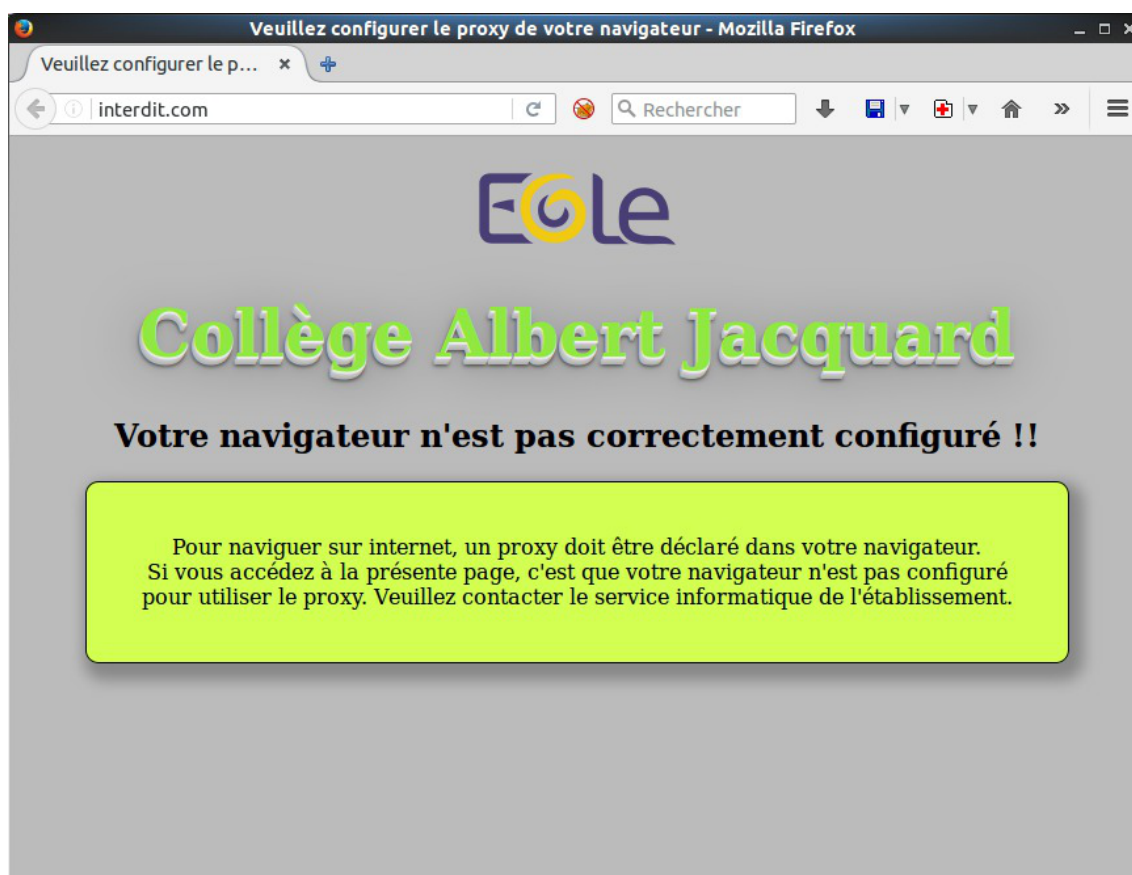 Veuillez configurer le proxy de votre navigateur - Mozilla Firefox
Veuillez configurer le p...
interdit.com
Rechercher
EOLe
Collège Albert Jacquard
Votre navigateur n'est pas correctement configuré !!
Pour naviguer sur internet, un proxy doit être déclaré dans votre navigateur.
Si vous accédez à la présente page, c'est que votre navigateur n'est pas configuré
pour utiliser le proxy. Veuillez contacter le service informatique de l'établissement.